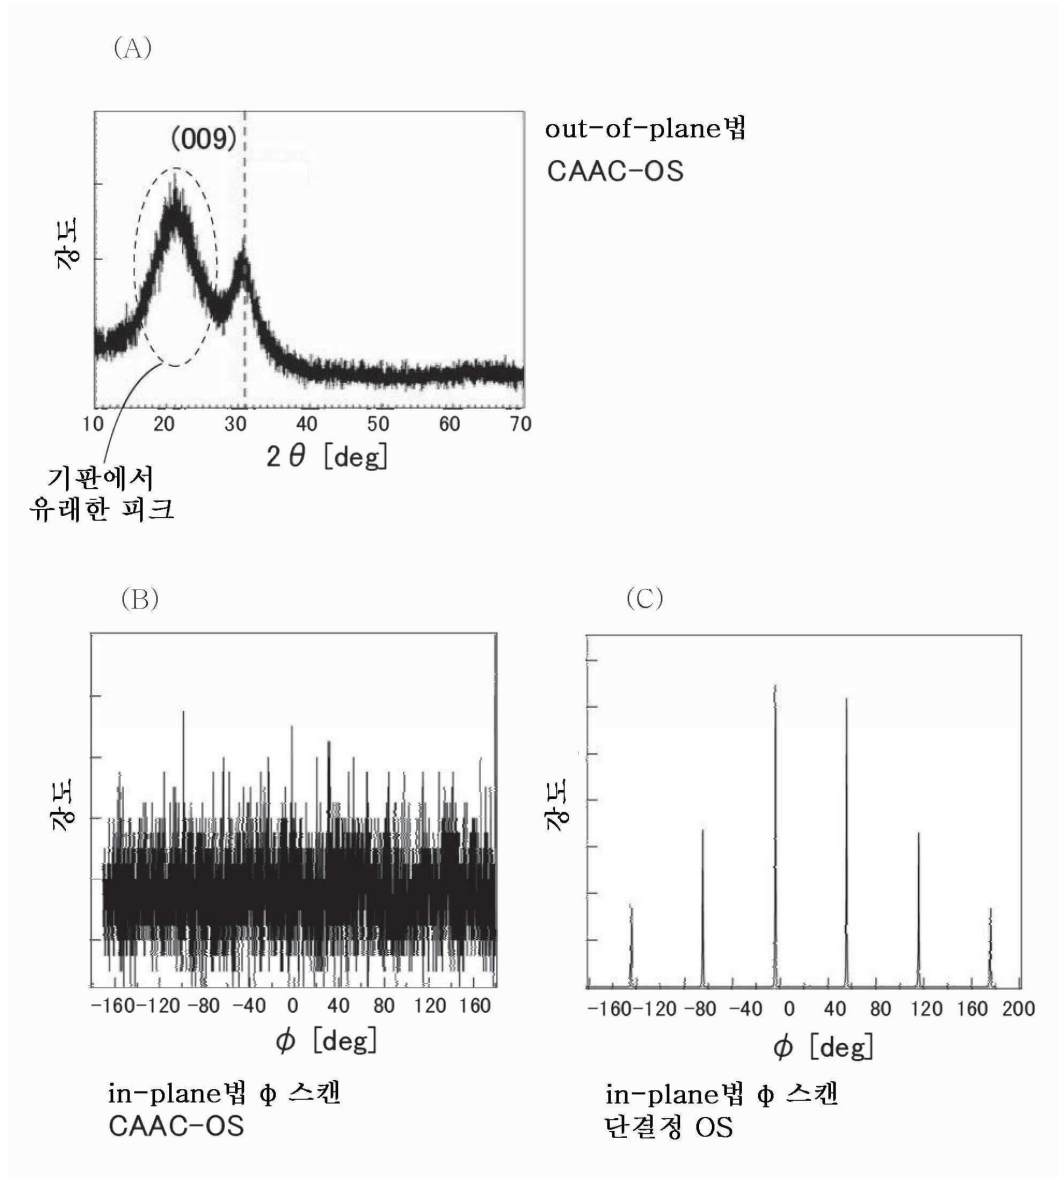 (A)
(009)
out-of-plane법
CAAC-OS
강도
10 20 30 40 50 60 70
2θ [deg]
기판에서
유래한 피크
(B)
강도
-160 -120 -80 -40 0 40 80 120 160
φ [deg]
in-plane법 φ 스캔
CAAC-OS
(C)
강도
-160 -120 -80 -40 0 40 80 120 160 200
φ [deg]
in-plane법 φ 스캔
단결정 OS